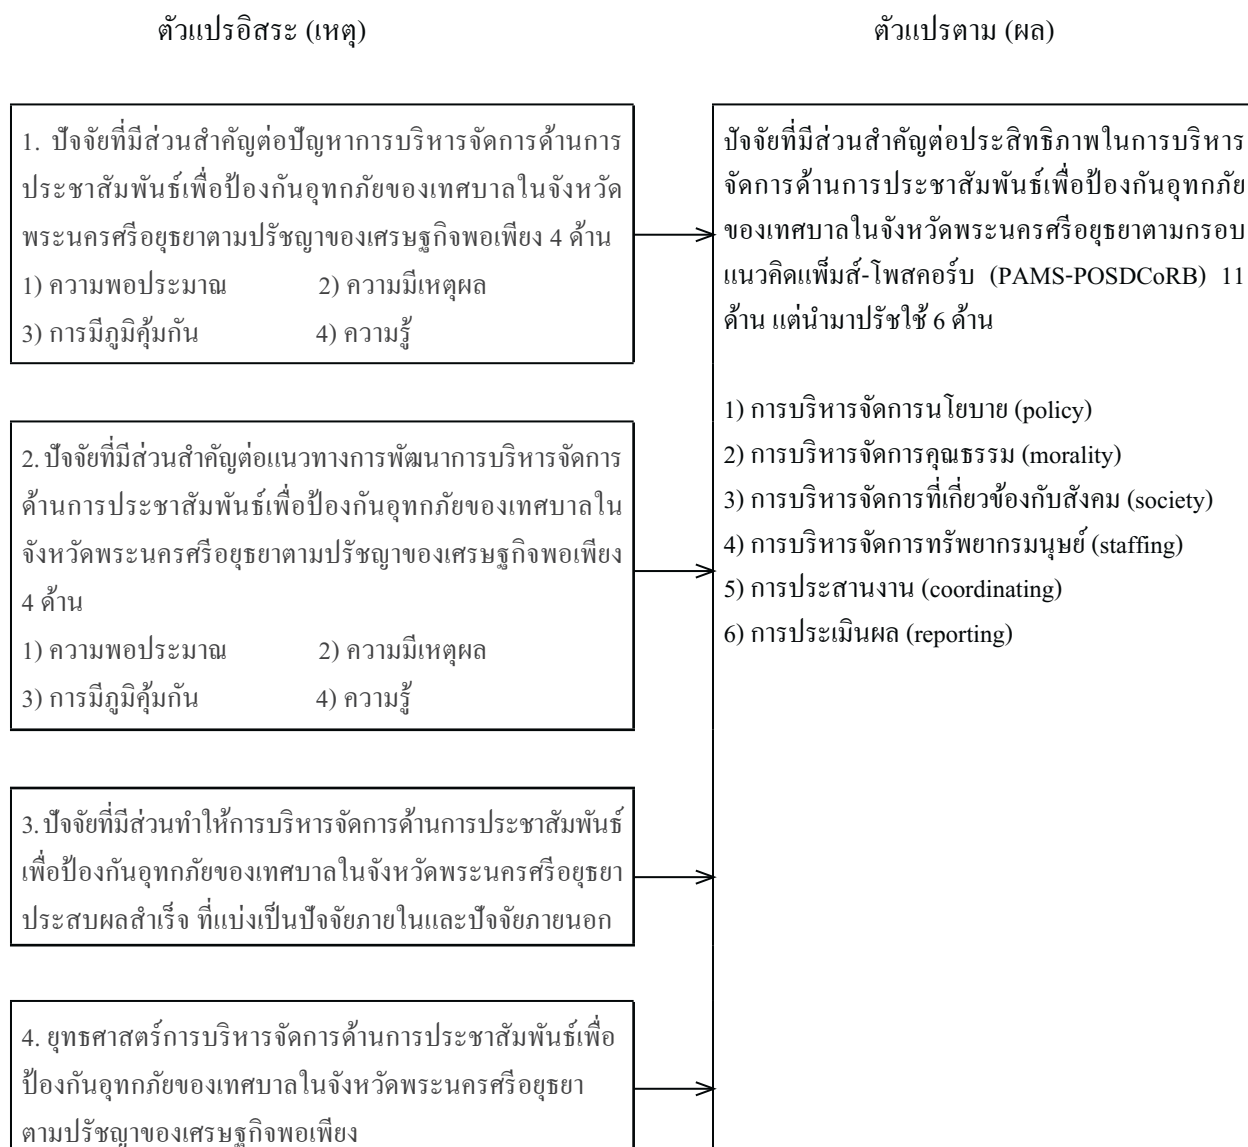 ตัวแปรอิสระ (เหตุ)
ตัวแปรตาม (ผล)
1. ปัจจัยที่มีส่วนสำคัญต่อปัญหาการบริหารจัดการด้านการ
ประชาสัมพันธ์เพื่อป้องกันอุทกภัยของเทศบาลในจังหวัด
พระนครศรีอยุธยาตามปรัชญาของเศรษฐกิจพอเพียง 4 ด้าน
1) ความพอประมาณ 2) ความมีเหตุผล
3) การมีภูมิคุ้มกัน 4) ความรู้
2. ปัจจัยที่มีส่วนสำคัญต่อแนวทางการพัฒนาการบริหารจัดการ
ด้านการประชาสัมพันธ์เพื่อป้องกันอุทกภัยของเทศบาลใน
จังหวัดพระนครศรีอยุธยาตามปรัชญาของเศรษฐกิจพอเพียง
4 ด้าน
1) ความพอประมาณ 2) ความมีเหตุผล
3) การมีภูมิคุ้มกัน 4) ความรู้
3. ปัจจัยที่มีส่วนทำให้การบริหารจัดการด้านการประชาสัมพันธ์
เพื่อป้องกันอุทกภัยของเทศบาลในจังหวัดพระนครศรีอยุธยา
ประสบผลสำเร็จ ที่แบ่งเป็นปัจจัยภายในและปัจจัยภายนอก
4. ยุทธศาสตร์การบริหารจัดการด้านการประชาสัมพันธ์เพื่อ
ป้องกันอุทกภัยของเทศบาลในจังหวัดพระนครศรีอยุธยา
ตามปรัชญาของเศรษฐกิจพอเพียง
ปัจจัยที่มีส่วนสำคัญต่อประสิทธิภาพในการบริหาร
จัดการด้านการประชาสัมพันธ์เพื่อป้องกันอุทกภัย
ของเทศบาลในจังหวัดพระนครศรีอยุธยาตามกรอบ
แนวคิดแพ็มส์-โพสคอร์บ (PAMS-POSDCoRB) 11
ด้าน แต่นำมาปรัชใช้ 6 ด้าน
1) การบริหารจัดการนโยบาย (policy)
2) การบริหารจัดการคุณธรรม (morality)
3) การบริหารจัดการที่เกี่ยวข้องกับสังคม (society)
4) การบริหารจัดการทรัพยากรมนุษย์ (staffing)
5) การประสานงาน (coordinating)
6) การประเมินผล (reporting)